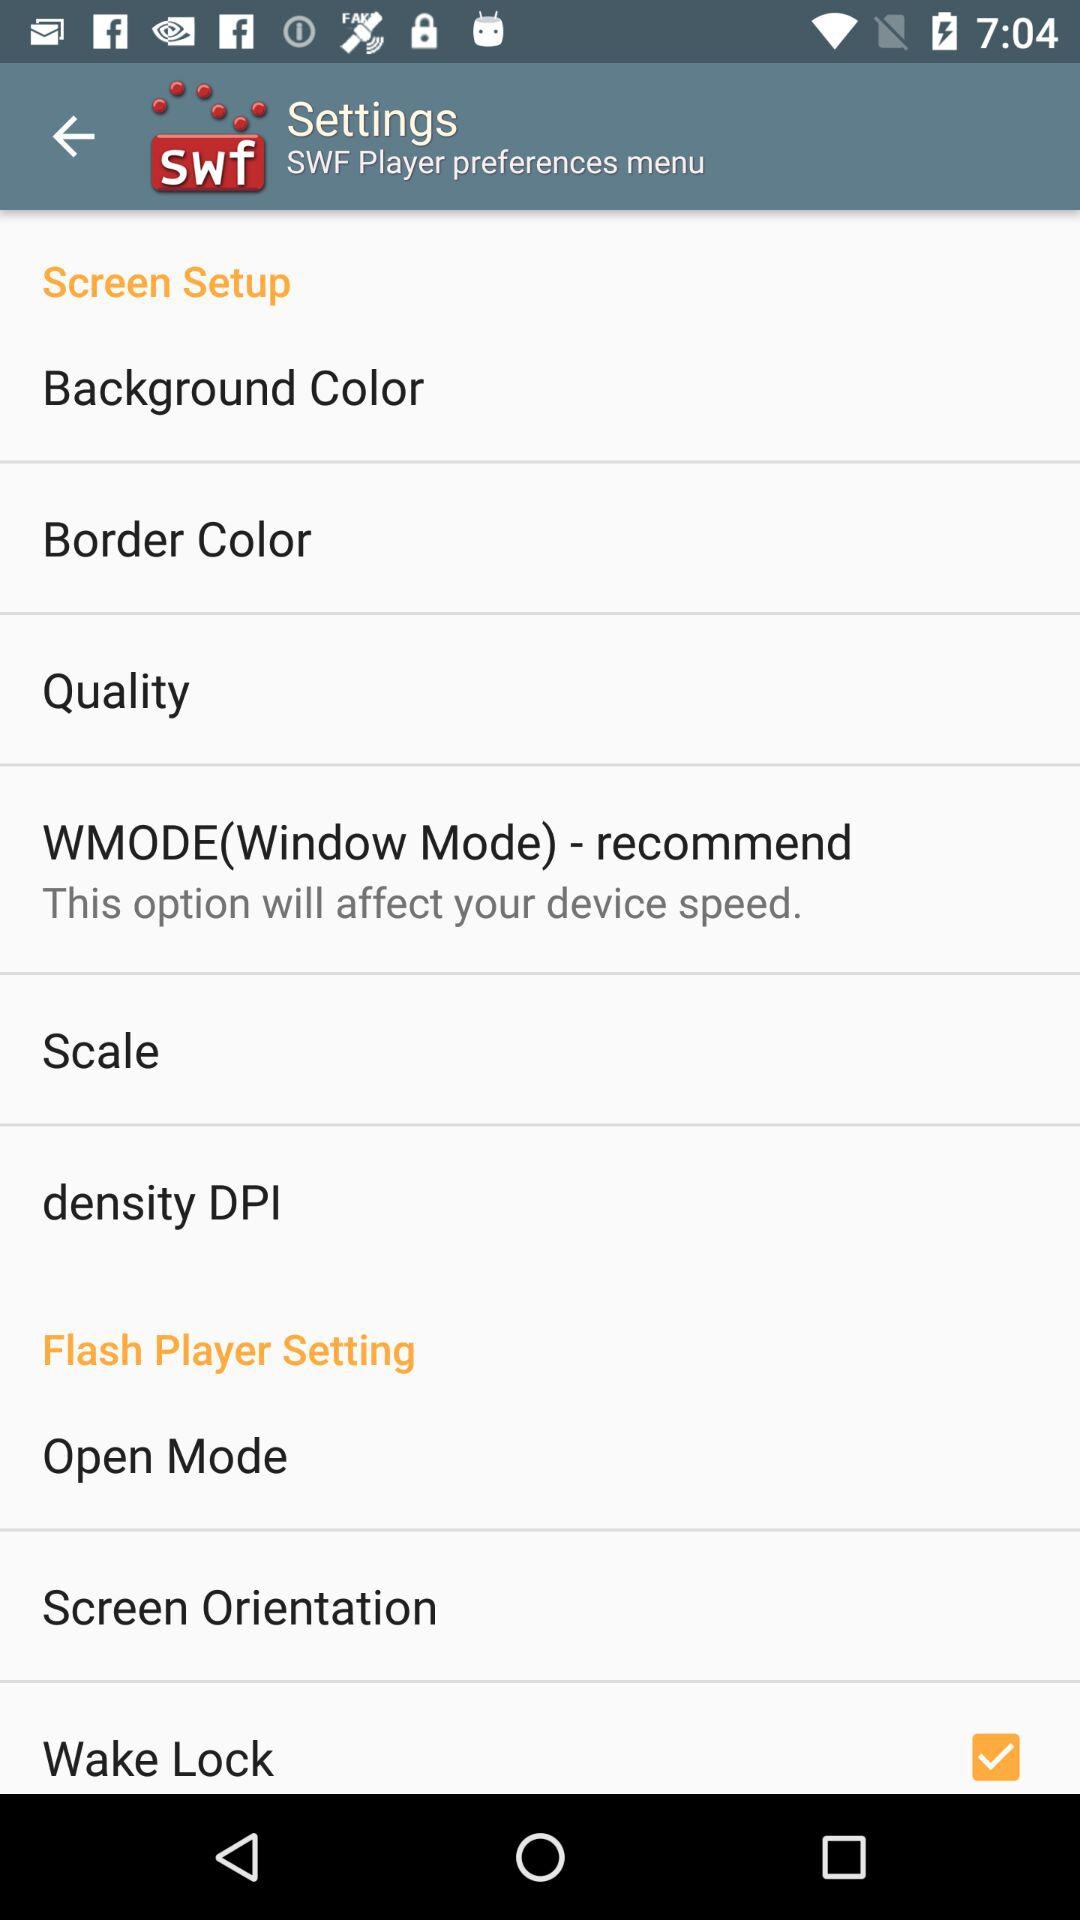 FAKE
7:04
swf
Settings
SWF Player preferences menu
Screen Setup
Background Color
Border Color
Quality
WMODE(Window Mode) - recommend
This option will affect your device speed.
Scale
density DPI
Flash Player Setting
Open Mode
Screen Orientation
Wake Lock